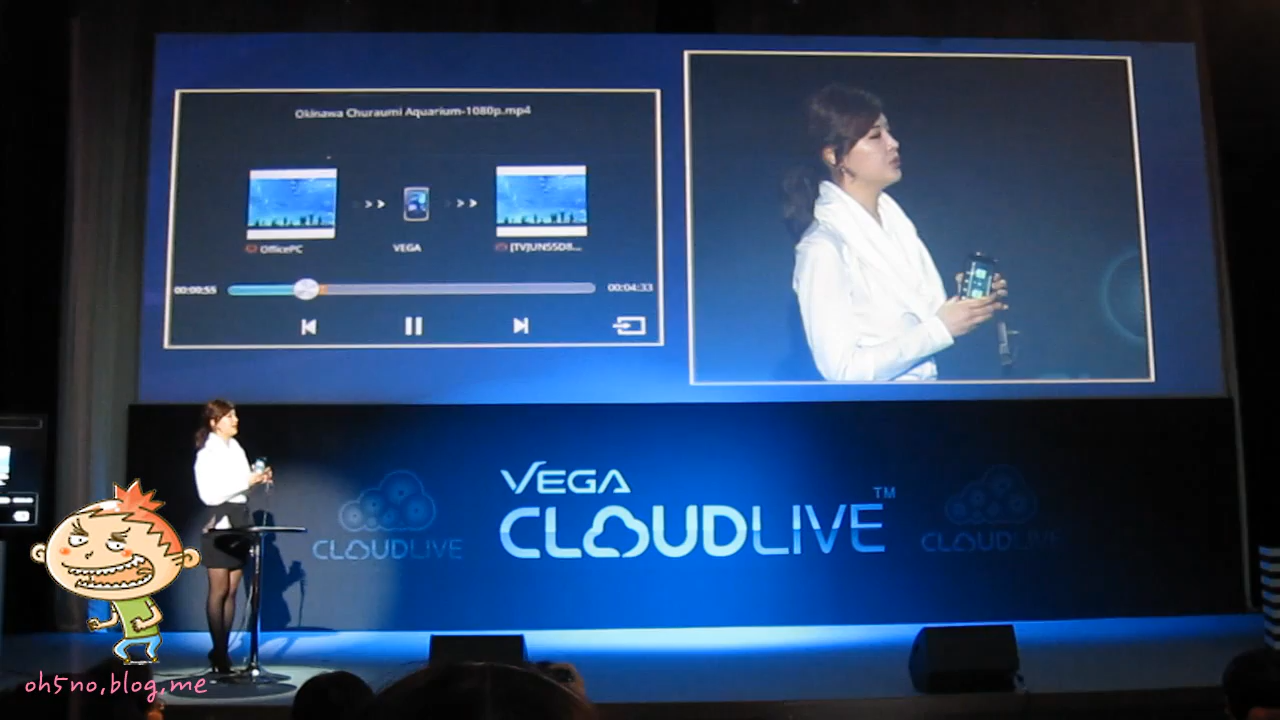 Okinawa Churaumi Aquarium-1080p.mp4
OfficePC
VEGA
[TV]UN55D8...
00:00:55
00:04:33
VEGA
CLOUDLIVE™
CLOUDLIVE
CLOUDLIVE
oh5no.blog.me